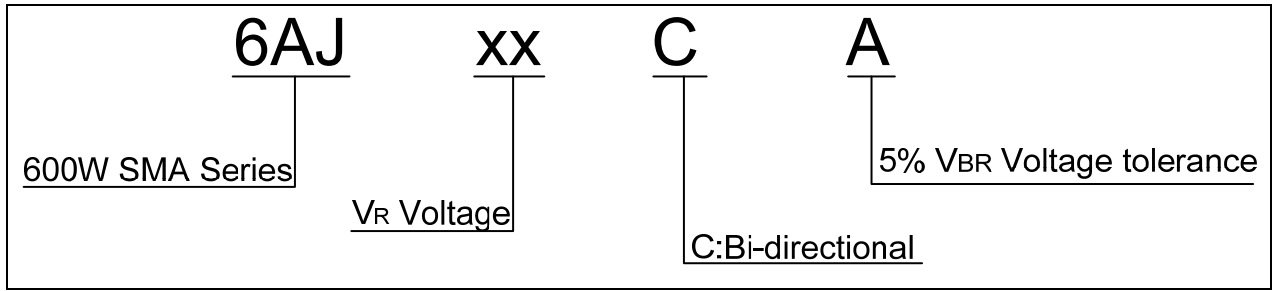 6AJ xx C A
5% VBR Voltage tolerance
600W SMA Series
VR Voltage
C:Bi-directional